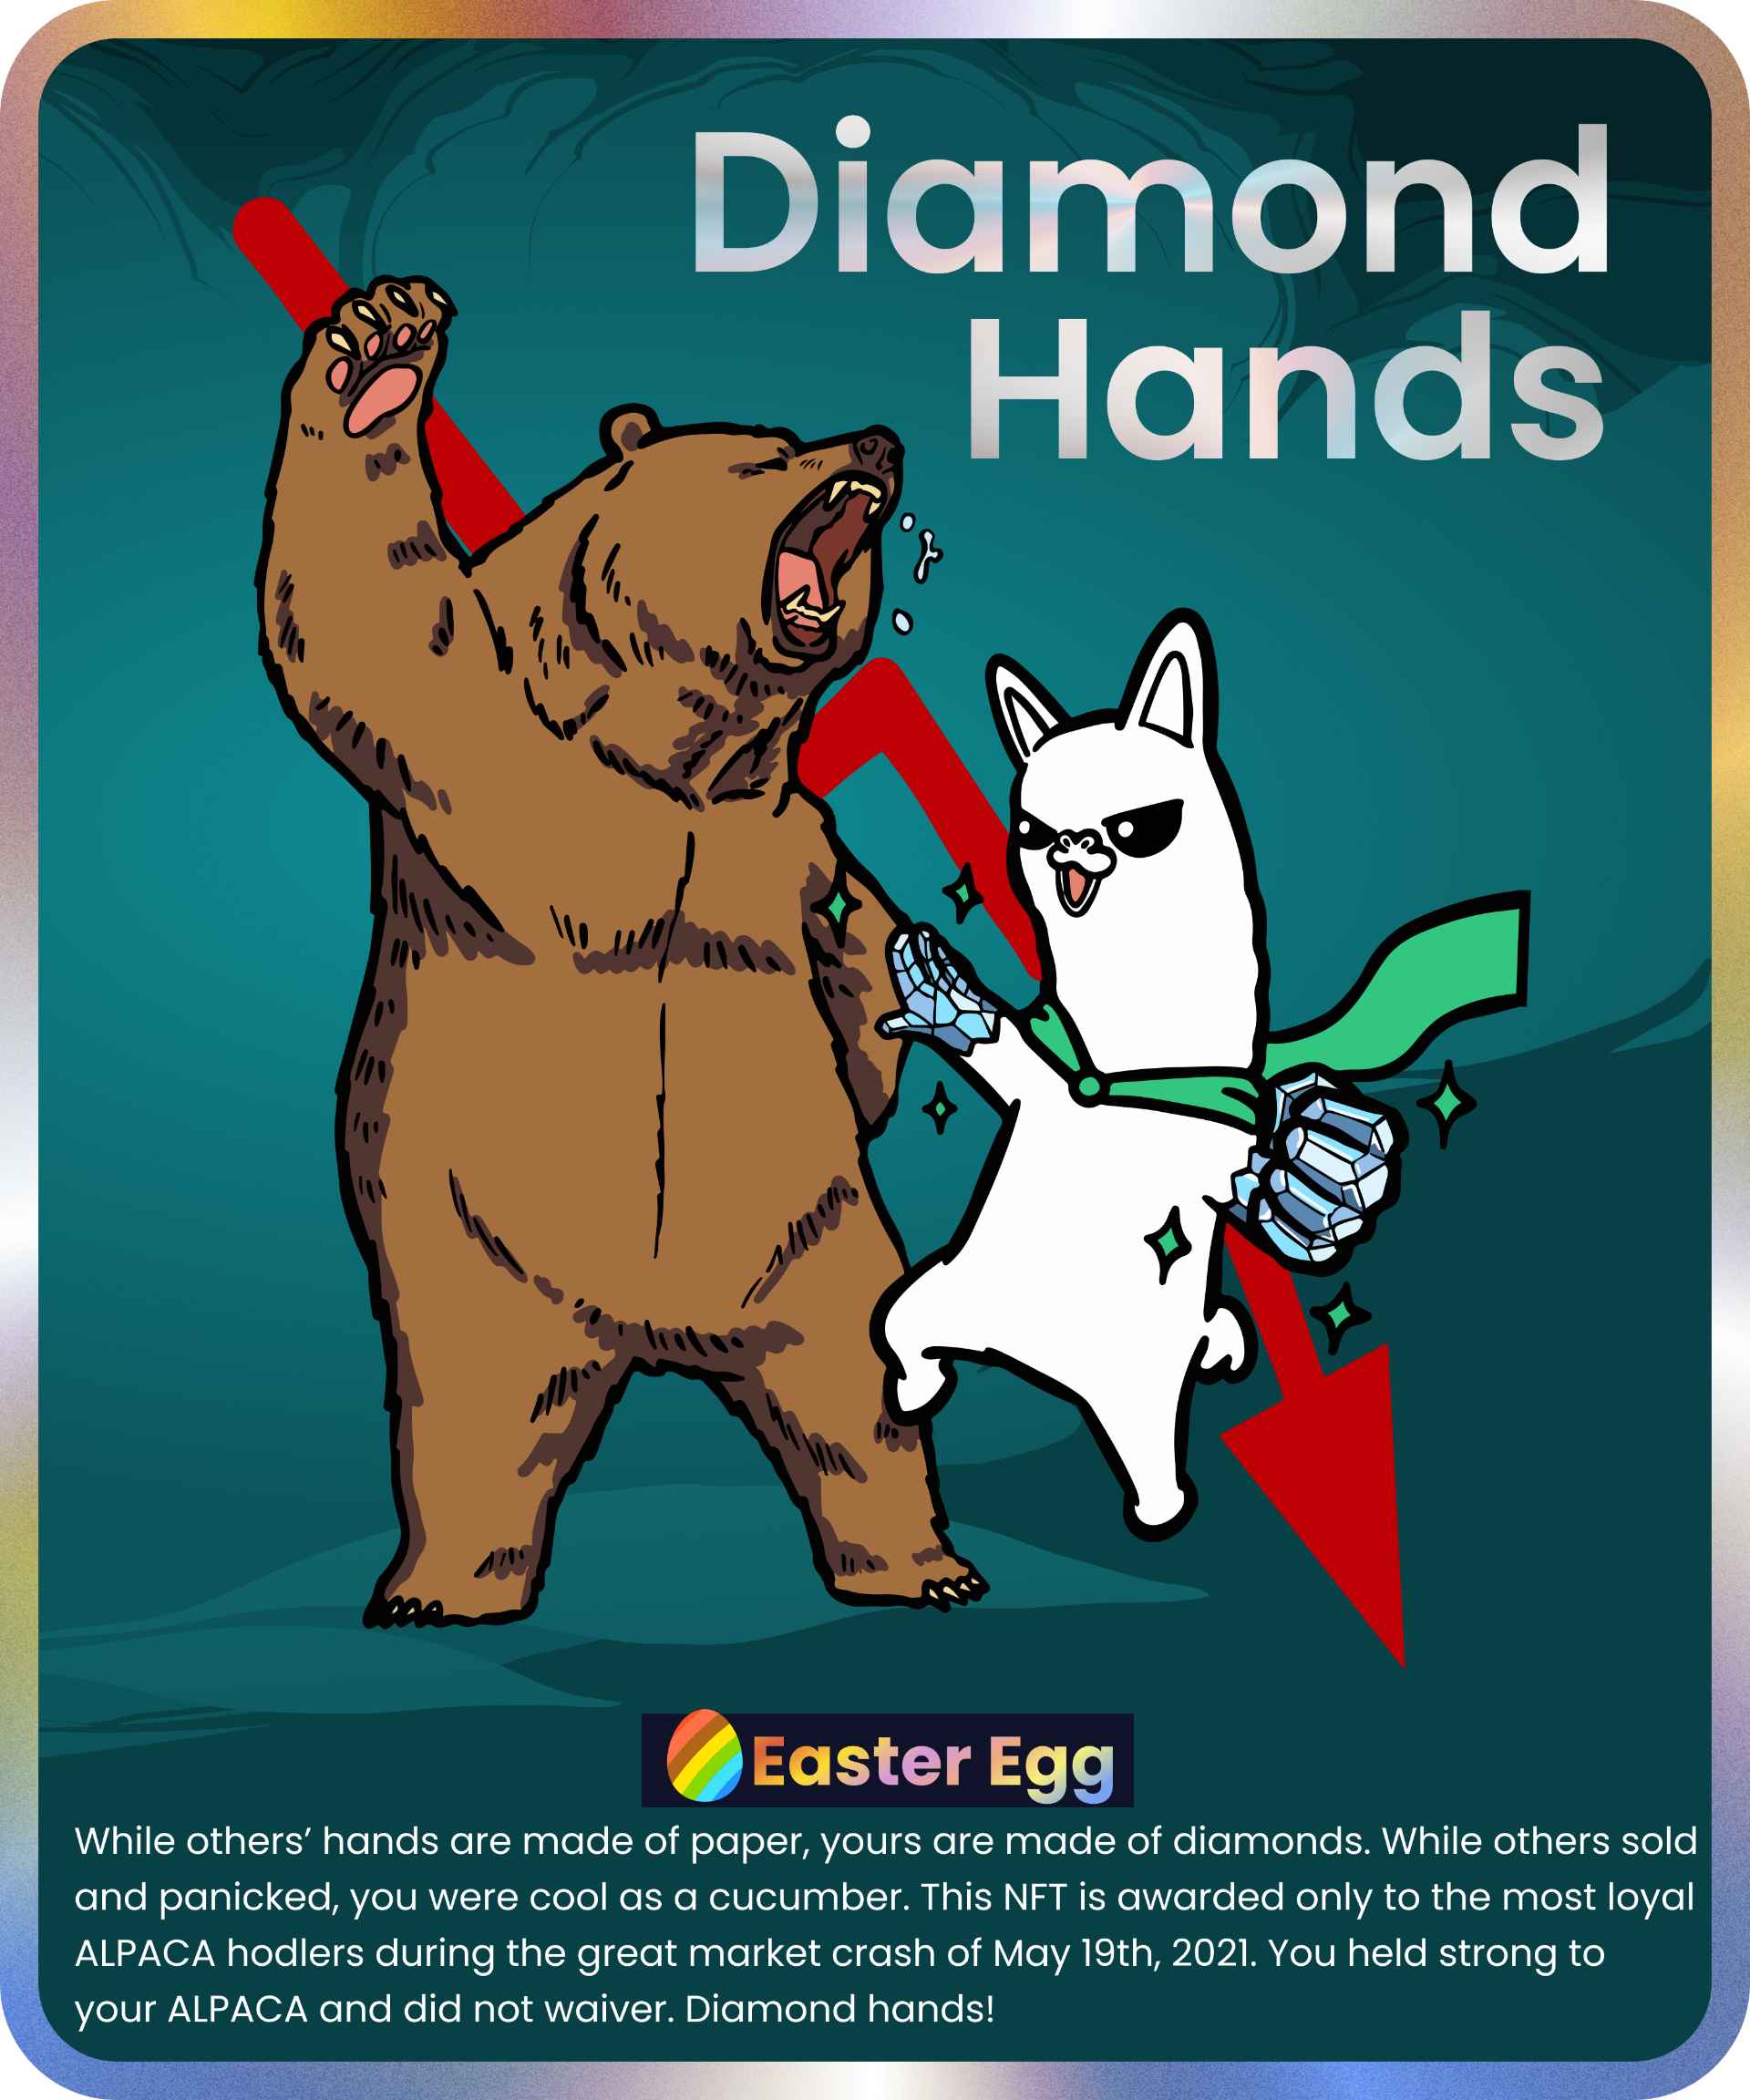 Diamond
Hands
Easter Egg
While others’ hands are made of paper, yours are made of diamonds. While others sold
and panicked, you were cool as a cucumber. This NFT is awarded only to the most loyal
ALPACA hodlers during the great market crash of May 19th, 2021. You held strong to
your ALPACA and did not waiver. Diamond hands!